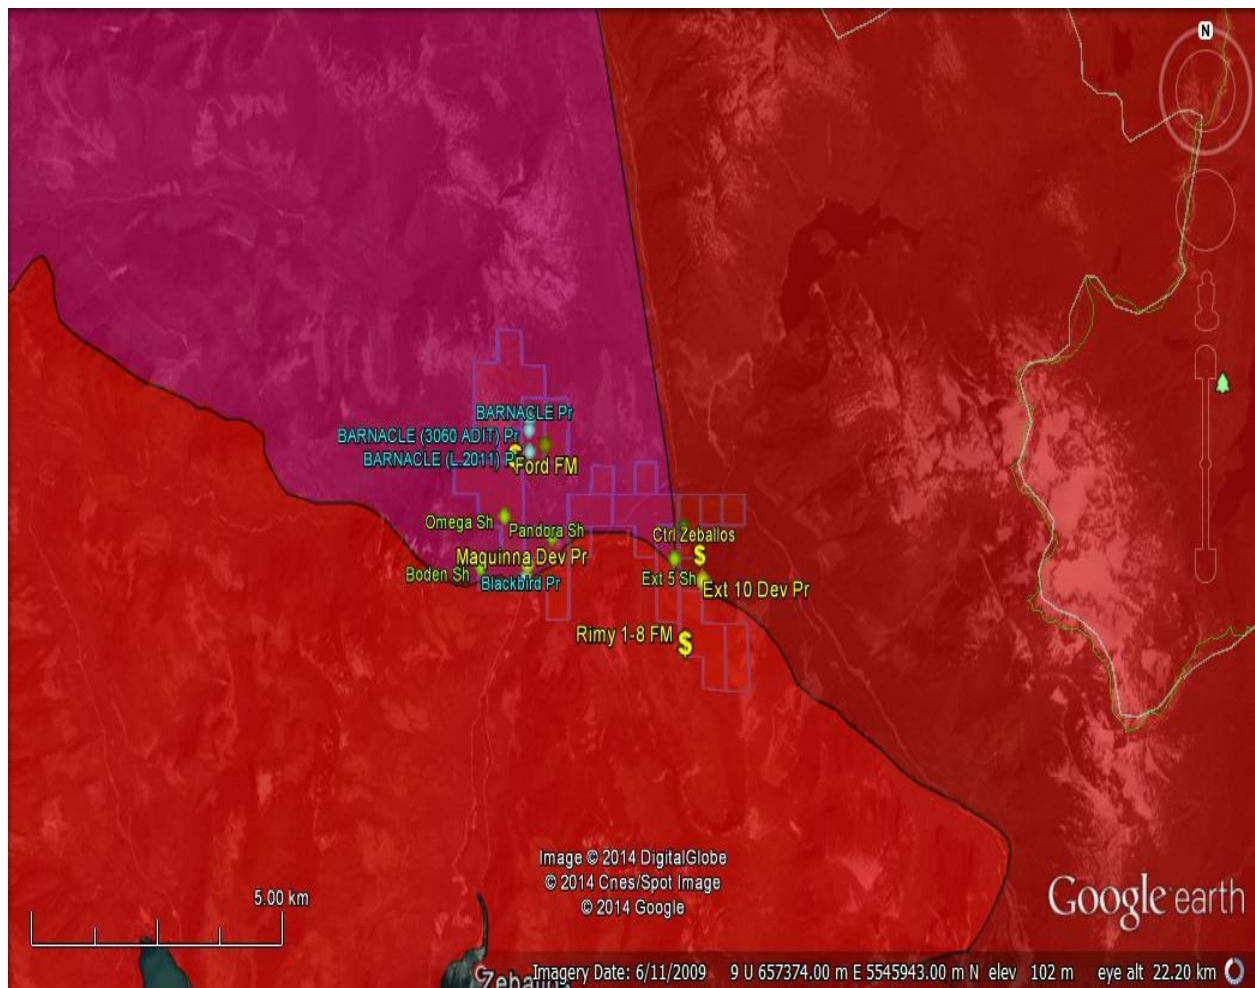 N
BARNACLE Pr
BARNACLE (3060 ADIT) Pr
BARNACLE (L.2011) Pr
Ford FM
Omega Sh
Pandora Sh
Ctrl Zeballos
$
Maquinna Dev Pr
Boden Sh
Blackbird Pr
Ext 5 Sh
Ext 10 Dev Pr
Rimy 1-8 FM
$
Image © 2014 DigitalGlobe
© 2014 Cnes/Spot Image
© 2014 Google
5.00 km
Google earth
Zeballos
Imagery Date: 6/11/2009 9 U 657374.00 m E 5545943.00 m N elev 102 m eye alt 22.20 km